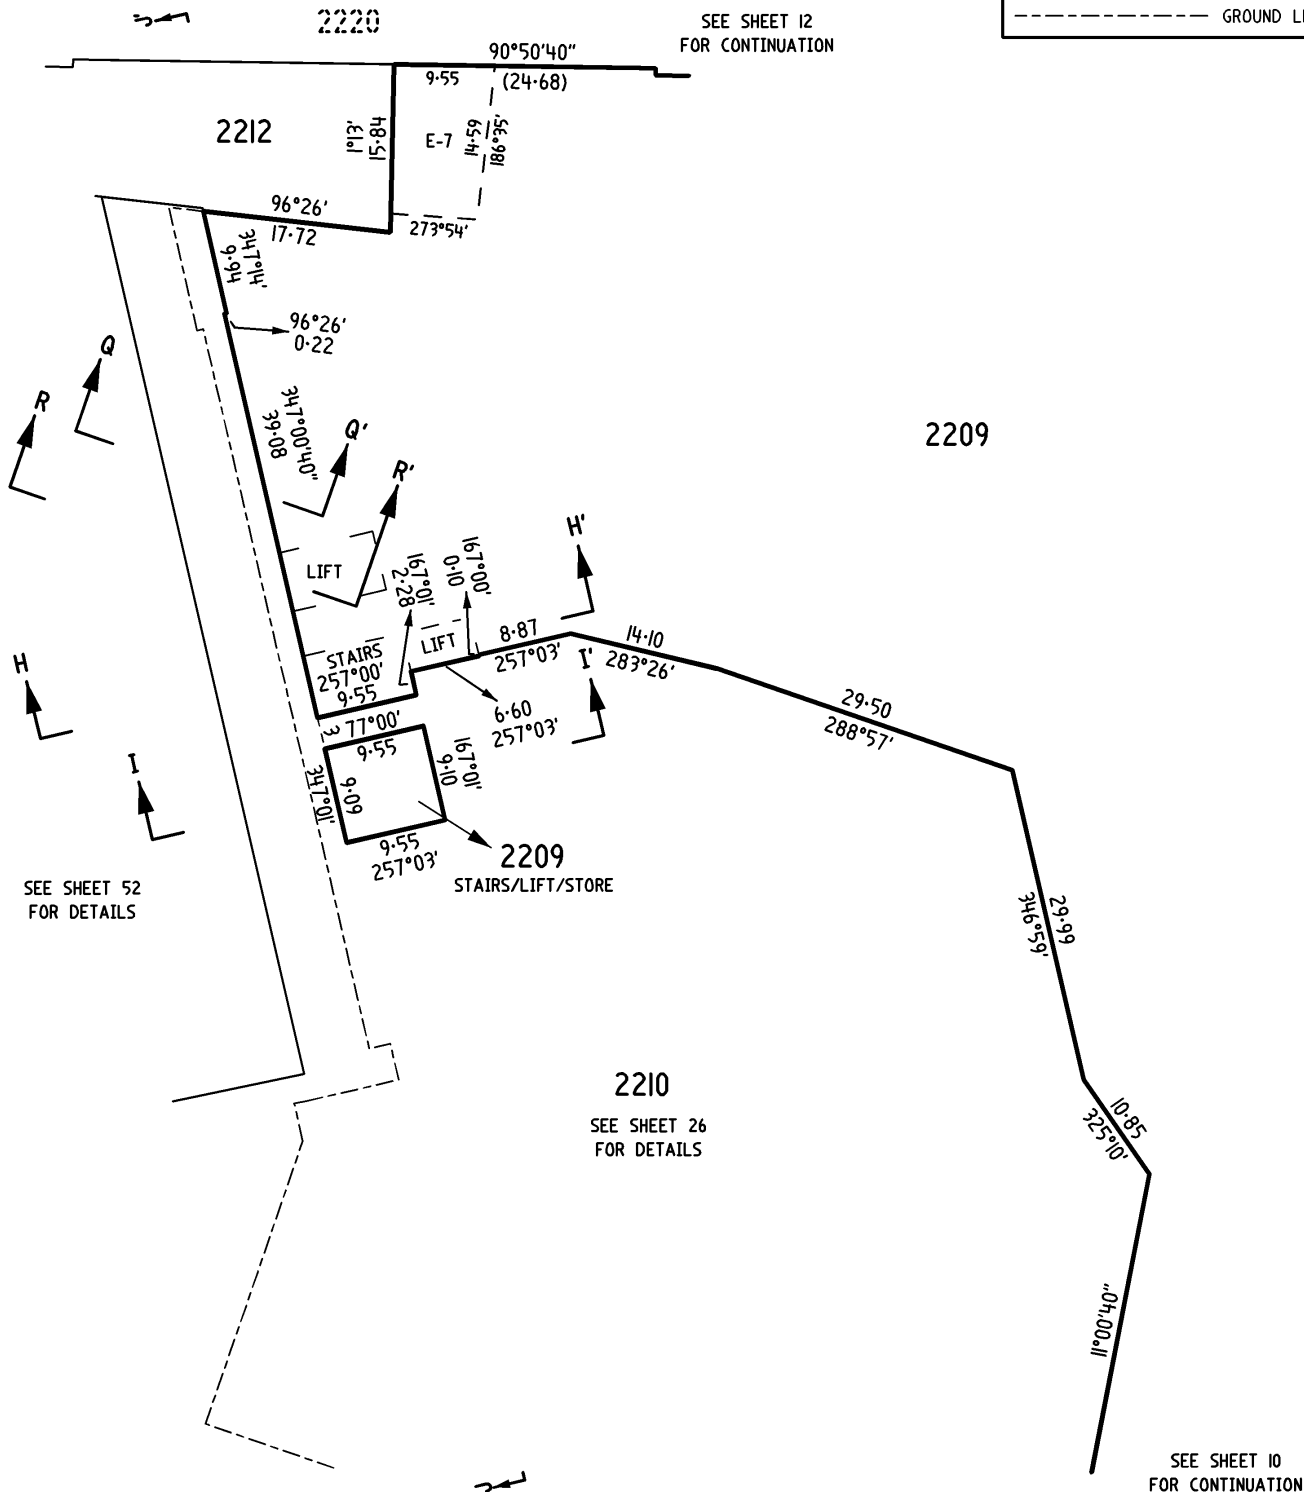 2220
SEE SHEET 12
FOR CONTINUATION
GROUND
90°50'40"
9·55
(24·68)
2212
1°13'
15·84
E-7
14·59
186°35'
96°26'
17·72
273°54'
347°14'
9·94
96°26'
0·22
Q
R
347°00'40"
39·08
Q'
R'
2209
H'
LIFT
167°01'
2·28
167°00'
0·10
STAIRS
257°00'
9·55
LIFT
8·87
257°03'
14·10
283°26'
I'
H
6·60
257°03'
29·50
288°57'
3
77°00'
9·55
167°01'
9·10
347°01'
9·09
I
9·55
257°03'
2209
STAIRS/LIFT/STORE
SEE SHEET 52
FOR DETAILS
29·99
346°59'
2210
SEE SHEET 26
FOR DETAILS
10·85
325°10'
11°00'40"
SEE SHEET 10
FOR CONTINUATION